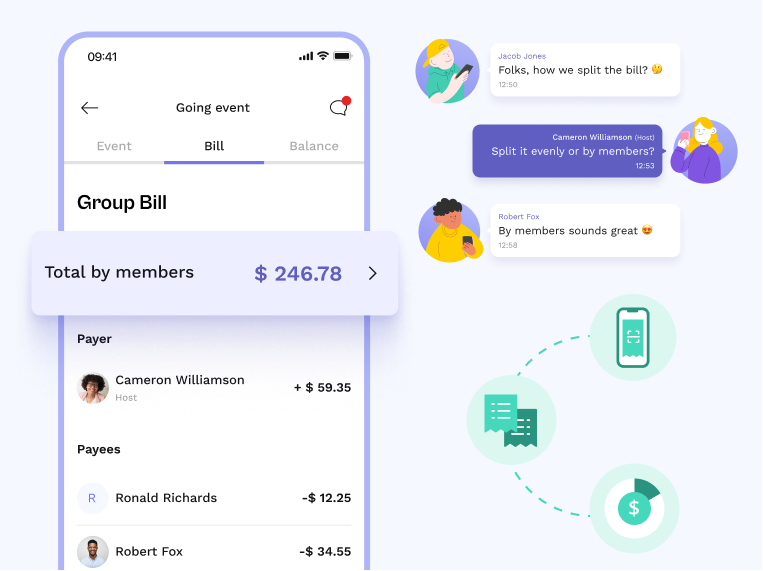 09:41
Going event
Event Bill Balance
Group Bill
Total by members $ 246.78
Payer
Cameron Williamson + $ 59.35
Host
Payees
R Ronald Richards -$ 12.25
Robert Fox -$ 34.55
Jacob Jones
Folks, how we split the bill? 🤔
12:50
Cameron Williamson (Host)
Split it evenly or by members?
12:53
Robert Fox
By members sounds great 😍
12:58
$